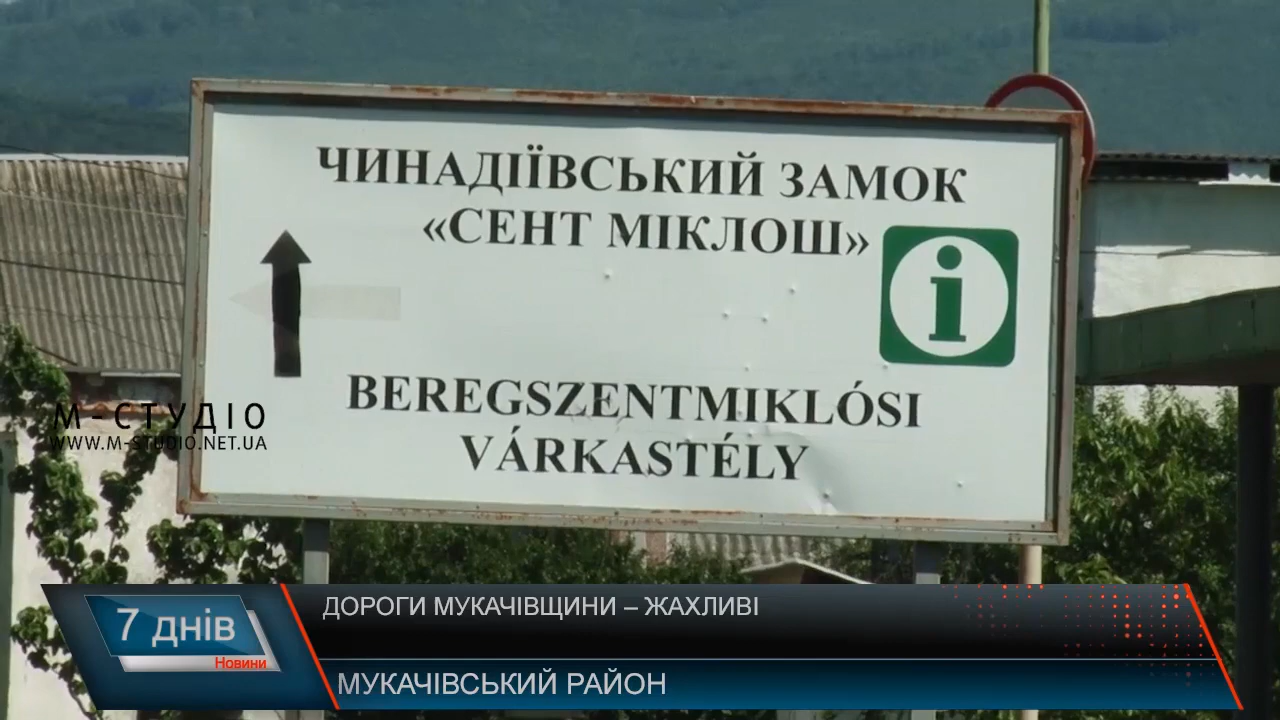 ЧИНАДІЇВСЬКИЙ ЗАМОК
«СЕНТ МІКЛОШ»
i
BEREGSZENTMIKLÓSI
VÁRKASTÉLY
М-СТУДІО
WWW.M-STUDIO.NET.UA
7 днів
Новини
ДОРОГИ МУКАЧІВЩИНИ – ЖАХЛИВІ
МУКАЧІВСЬКИЙ РАЙОН